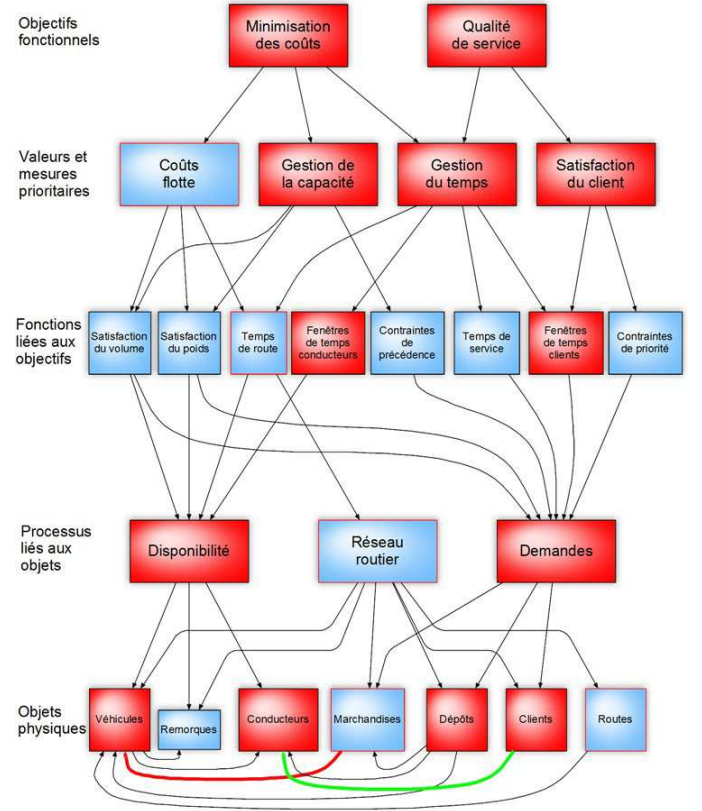 Objectifs
fonctionnels
Minimisation
des coûts
Qualité
de service
Valeurs et
mesures
prioritaires
Coûts
flotte
Gestion de
la capacité
Gestion
du temps
Satisfaction
du client
Fonctions
liées aux
objectifs
Satisfaction
du volume
Satisfaction
du poids
Temps
de route
Fenêtres
de temps
conducteurs
Contraintes
de
précédence
Temps de
service
Fenêtres
de temps
clients
Contraintes
de priorité
Processus
liés aux
objets
Disponibilité
Réseau
routier
Demandes
Objets
physiques
Véhicules
Remorques
Conducteurs
Marchandises
Dépôts
Clients
Routes